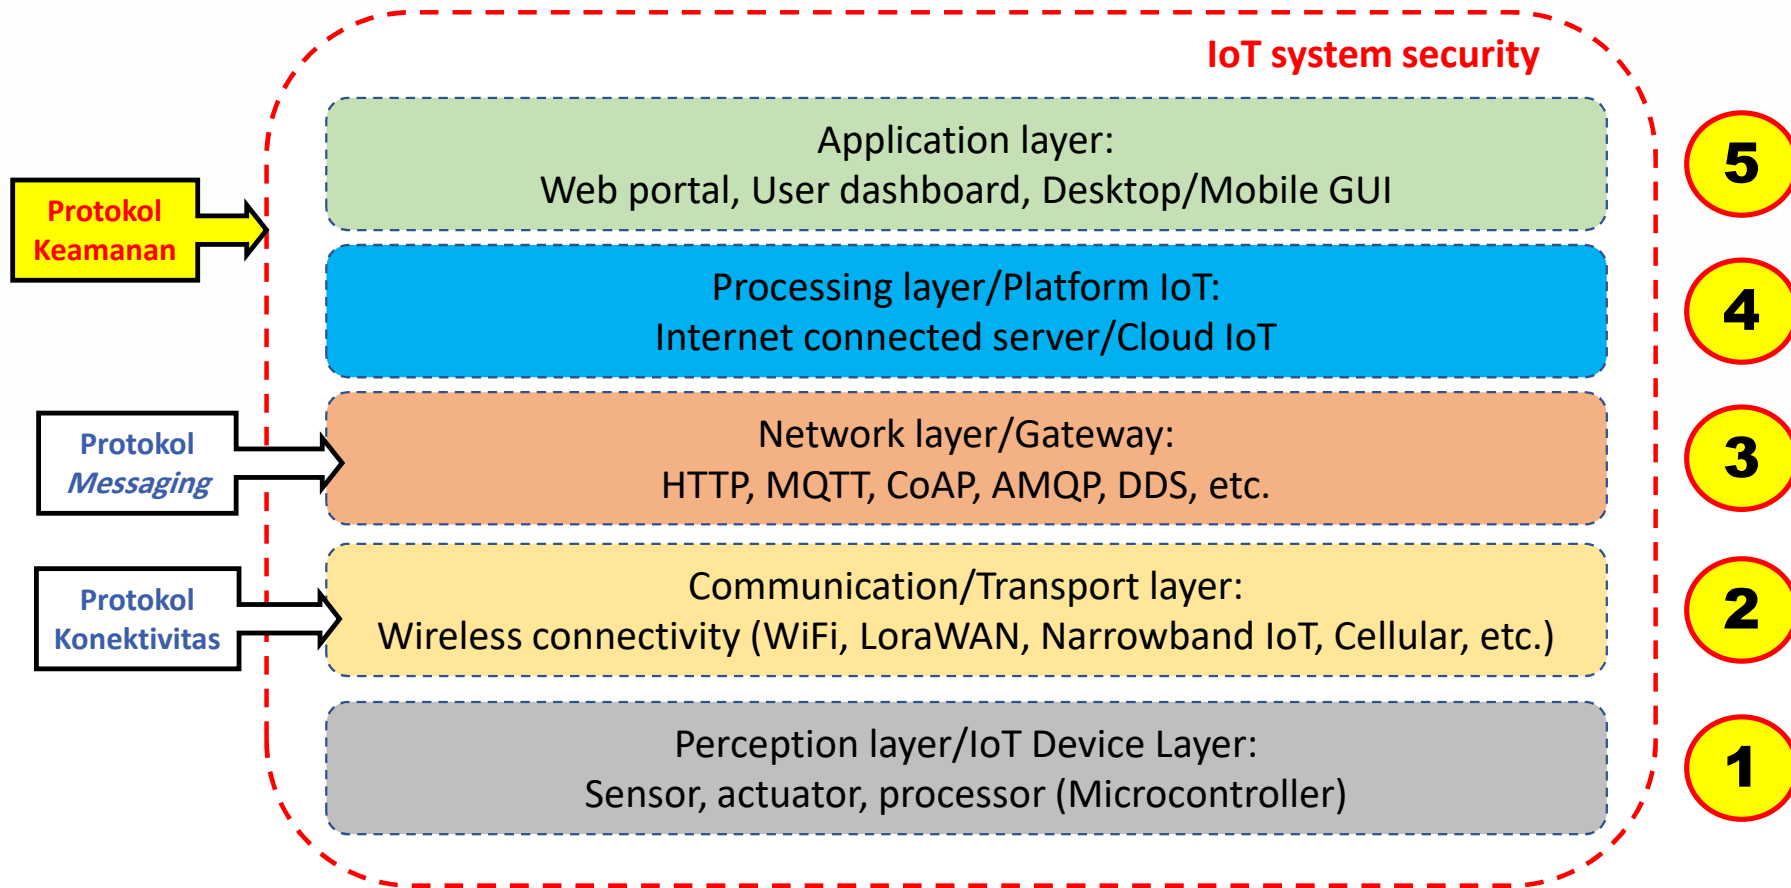 IoT system security
Application layer:
Web portal, User dashboard, Desktop/Mobile GUI
5
Protokol
Keamanan
Processing layer/Platform IoT:
Internet connected server/Cloud IoT
4
Protokol
Messaging
Network layer/Gateway:
HTTP, MQTT, CoAP, AMQP, DDS, etc.
3
Protokol
Konektivitas
Communication/Transport layer:
Wireless connectivity (WiFi, LoraWAN, Narrowband IoT, Cellular, etc.)
2
Perception layer/IoT Device Layer:
Sensor, actuator, processor (Microcontroller)
1